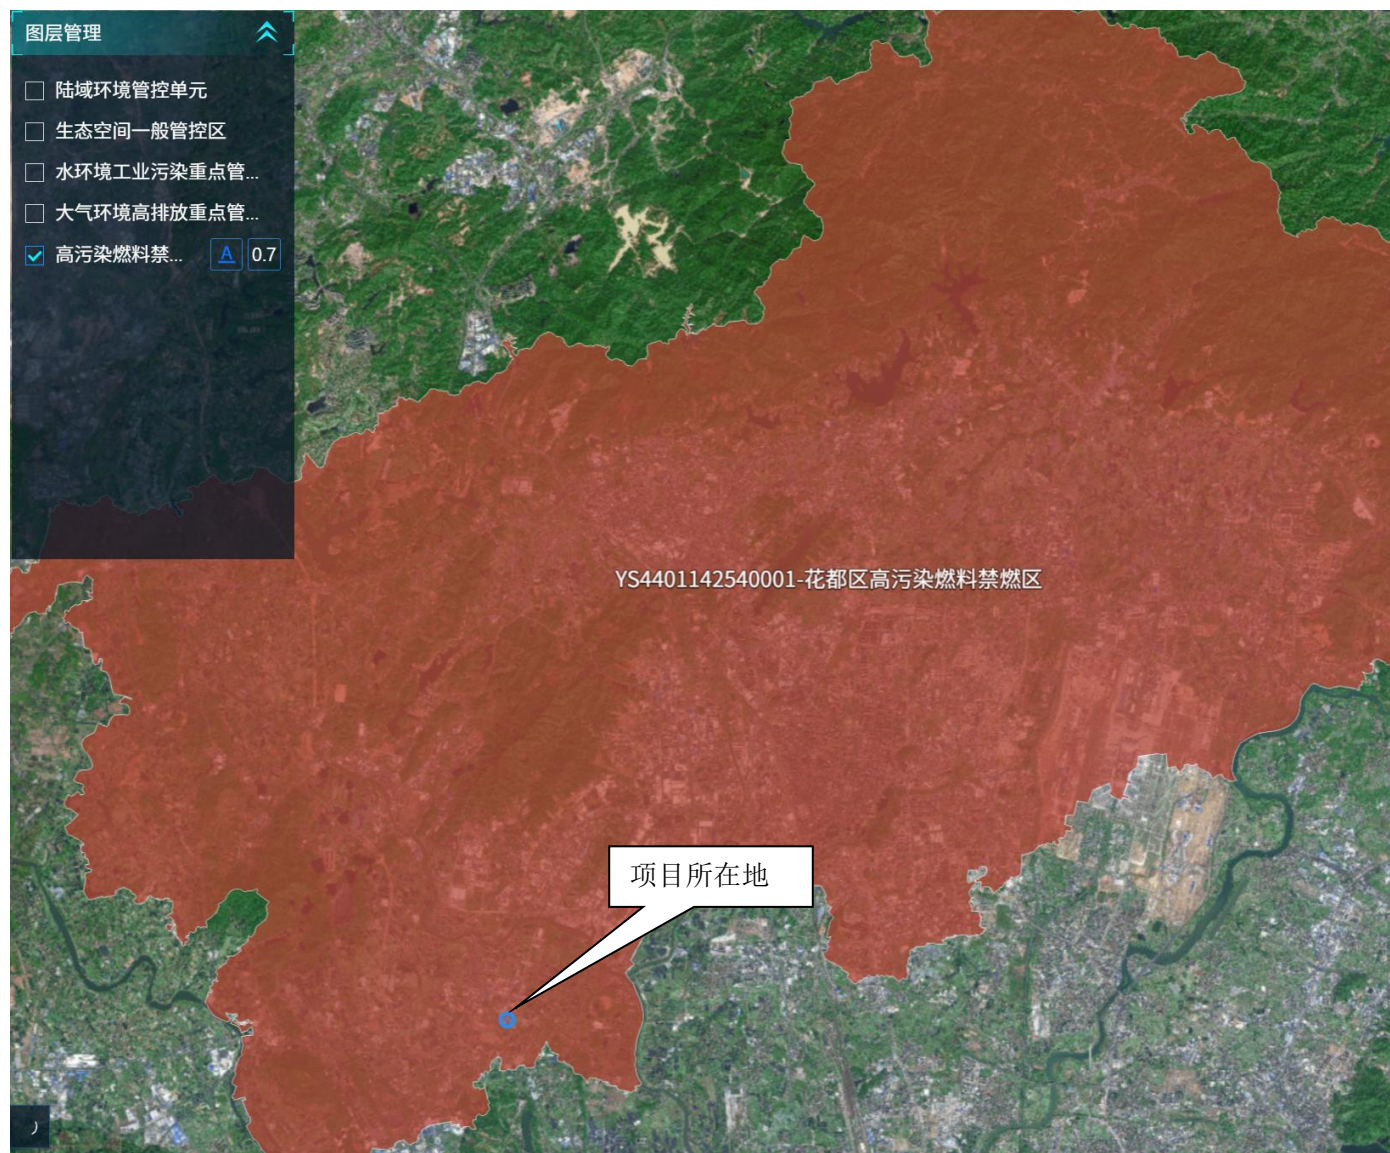 图层管理
陆域环境管控单元
生态空间一般管控区
水环境工业污染重点管...
大气环境高排放重点管...
高污染燃料禁... A 0.7
YS4401142540001-花都区高污染燃料禁燃区
项目所在地